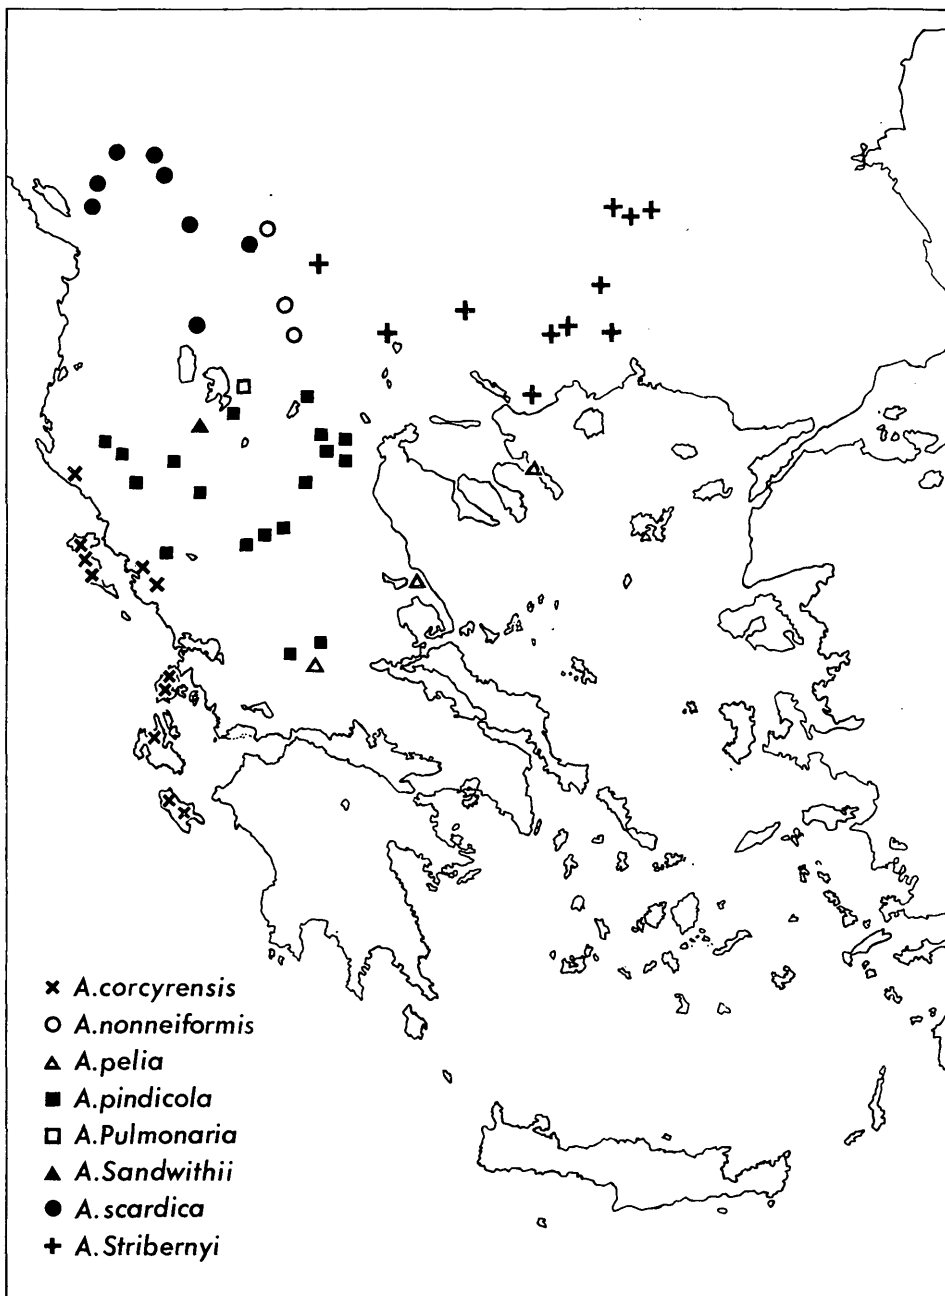 A.corcyrensis
A.nonneiformis
A.pelia
A.pindicola
A.Pulmonaria
A.Sandwithii
A.scardica
A.Stribernyi